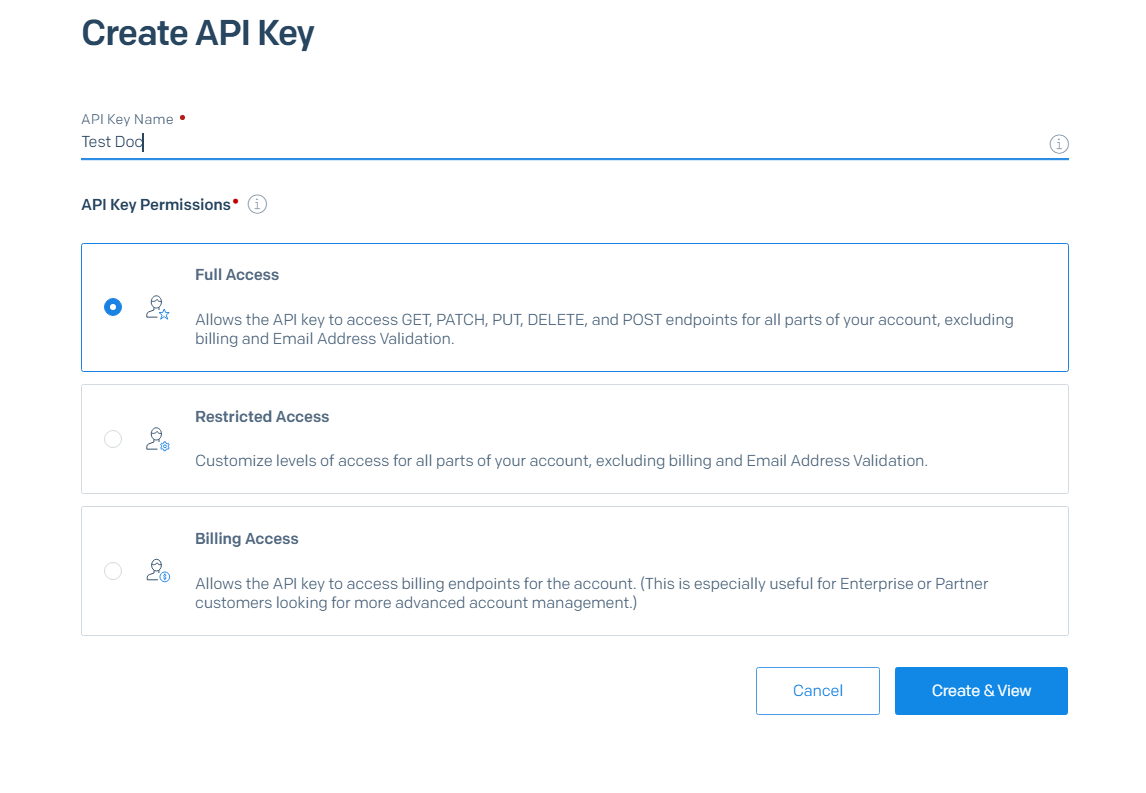 Create API Key
API Key Name
Test Doc
API Key Permissions
Full Access
Allows the API key to access GET, PATCH, PUT, DELETE, and POST endpoints for all parts of your account, excluding
billing and Email Address Validation.
Restricted Access
Customize levels of access for all parts of your account, excluding billing and Email Address Validation.
Billing Access
Allows the API key to access billing endpoints for the account. (This is especially useful for Enterprise or Partner
customers looking for more advanced account management.)
Cancel
Create & View